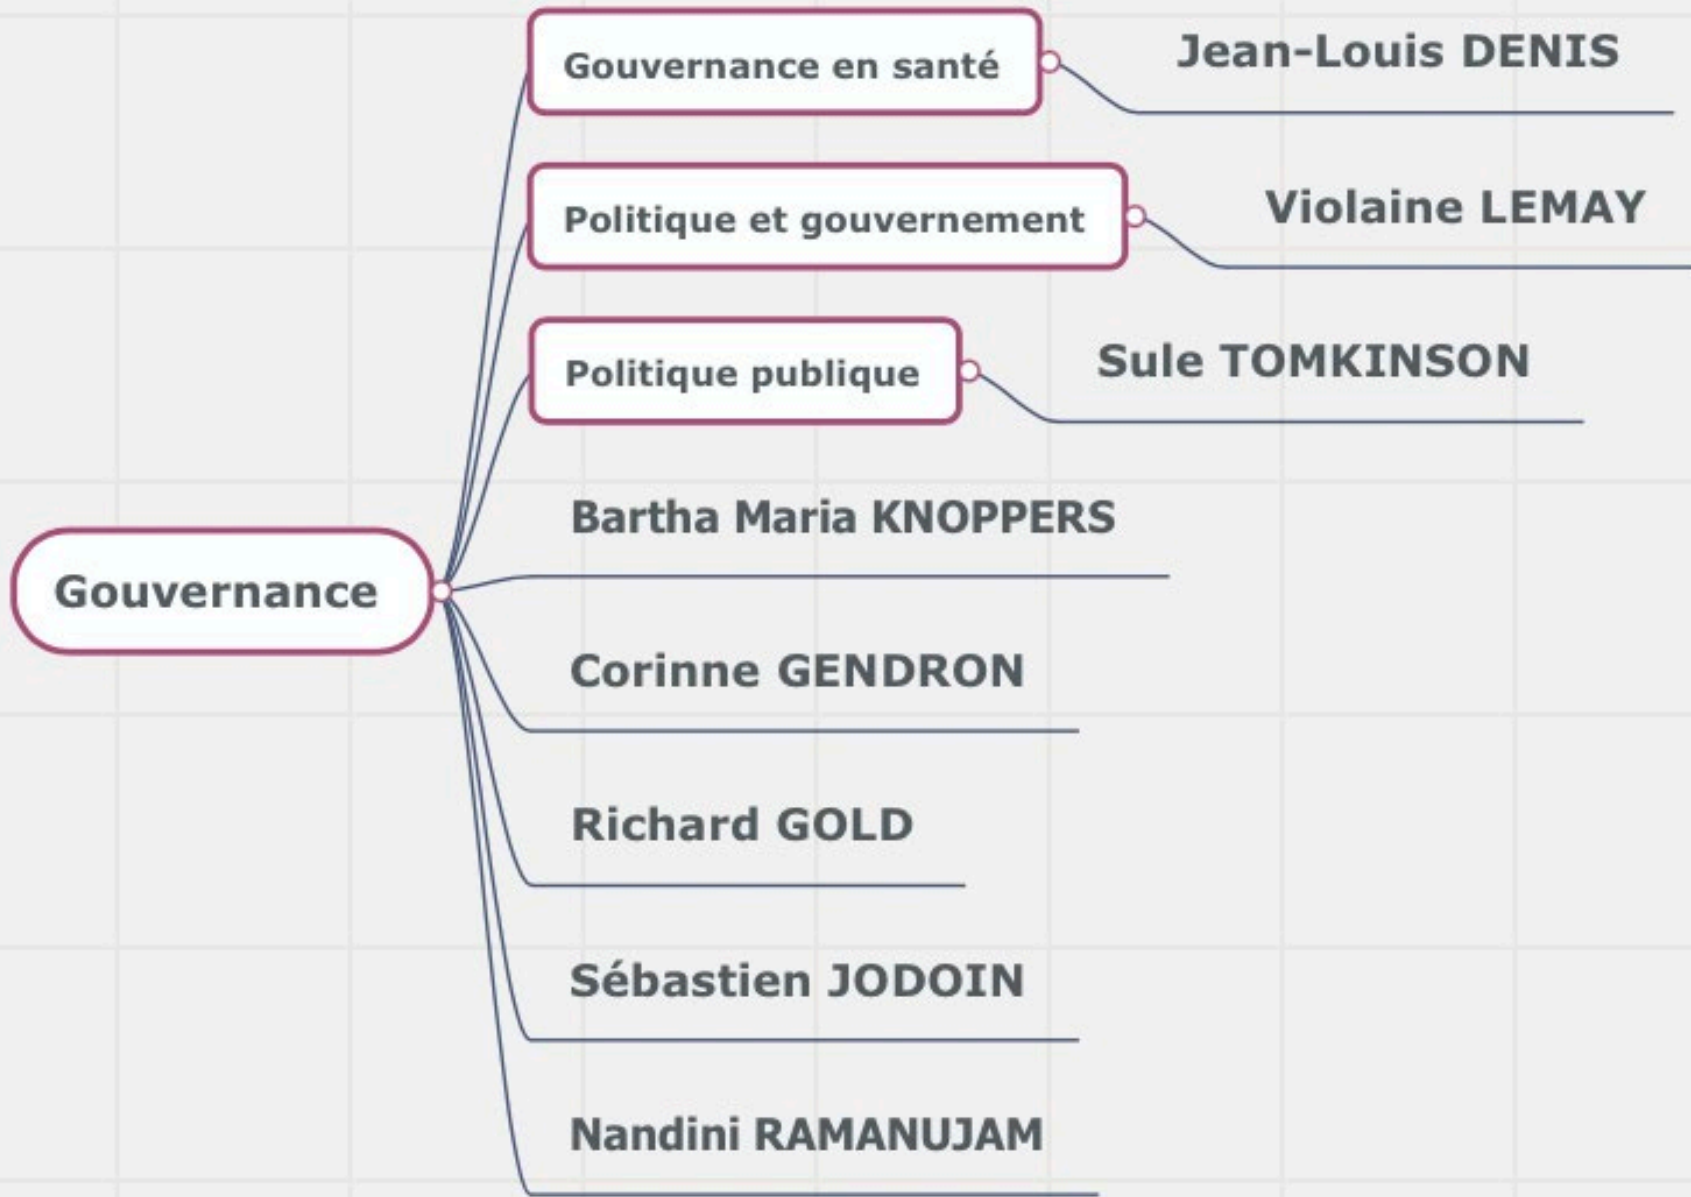 Gouvernance en santé
Jean-Louis DENIS
Politique et gouvernement
Violaine LEMAY
Politique publique
Sule TOMKINSON
Bartha Maria KNOPPERS
Gouvernance
Corinne GENDRON
Richard GOLD
Sébastien JODOIN
Nandini RAMANUJAM